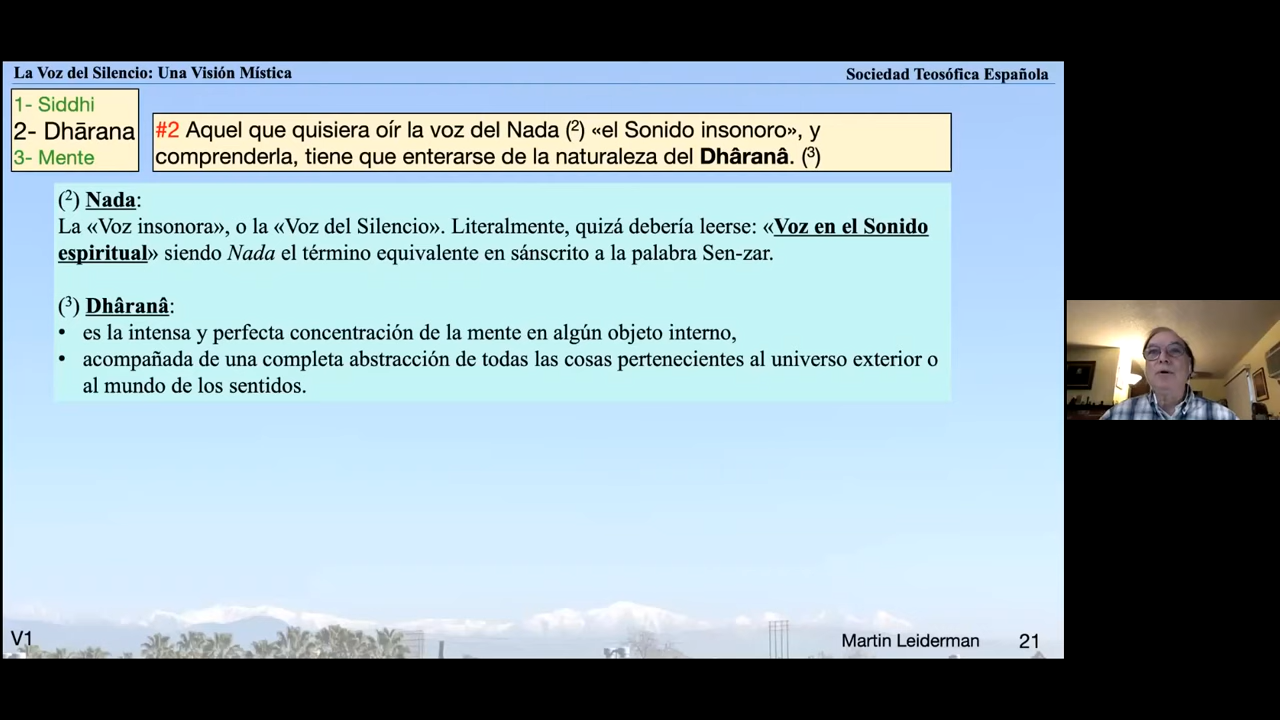 La Voz del Silencio: Una Visión Mística
Sociedad Teosófica Española
1- Siddhi
2- Dhārana
3- Mente
#2 Aquel que quisiera oír la voz del Nada (²) «el Sonido insonoro», y
comprenderla, tiene que enterarse de la naturaleza del Dhâranâ. (³)
(²) Nada:
La «Voz insonora», o la «Voz del Silencio». Literalmente, quizá debería leerse: «Voz en el Sonido
espiritual» siendo Nada el término equivalente en sánscrito a la palabra Sen-zar.
(³) Dhâranâ:
• es la intensa y perfecta concentración de la mente en algún objeto interno,
• acompañada de una completa abstracción de todas las cosas pertenecientes al universo exterior o
al mundo de los sentidos.
V1
Martin Leiderman
21